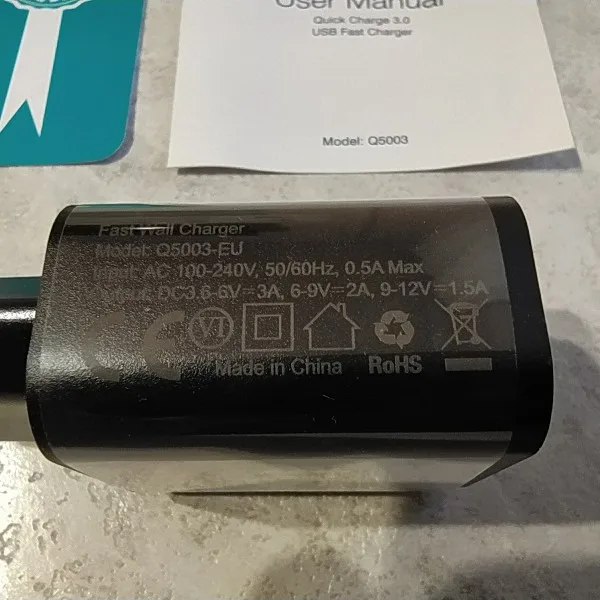 User Manual
Quick Charge 3.0
USB Fast Charger
Model: Q5003
Fast Wall Charger
Model: Q5003-EU
Input: AC 100-240V, 50/60Hz, 0.5A Max
Output: DC3.6-6V⎓3A, 6-9V⎓2A, 9-12V⎓1.5A
CE VI
Made in China RoHS